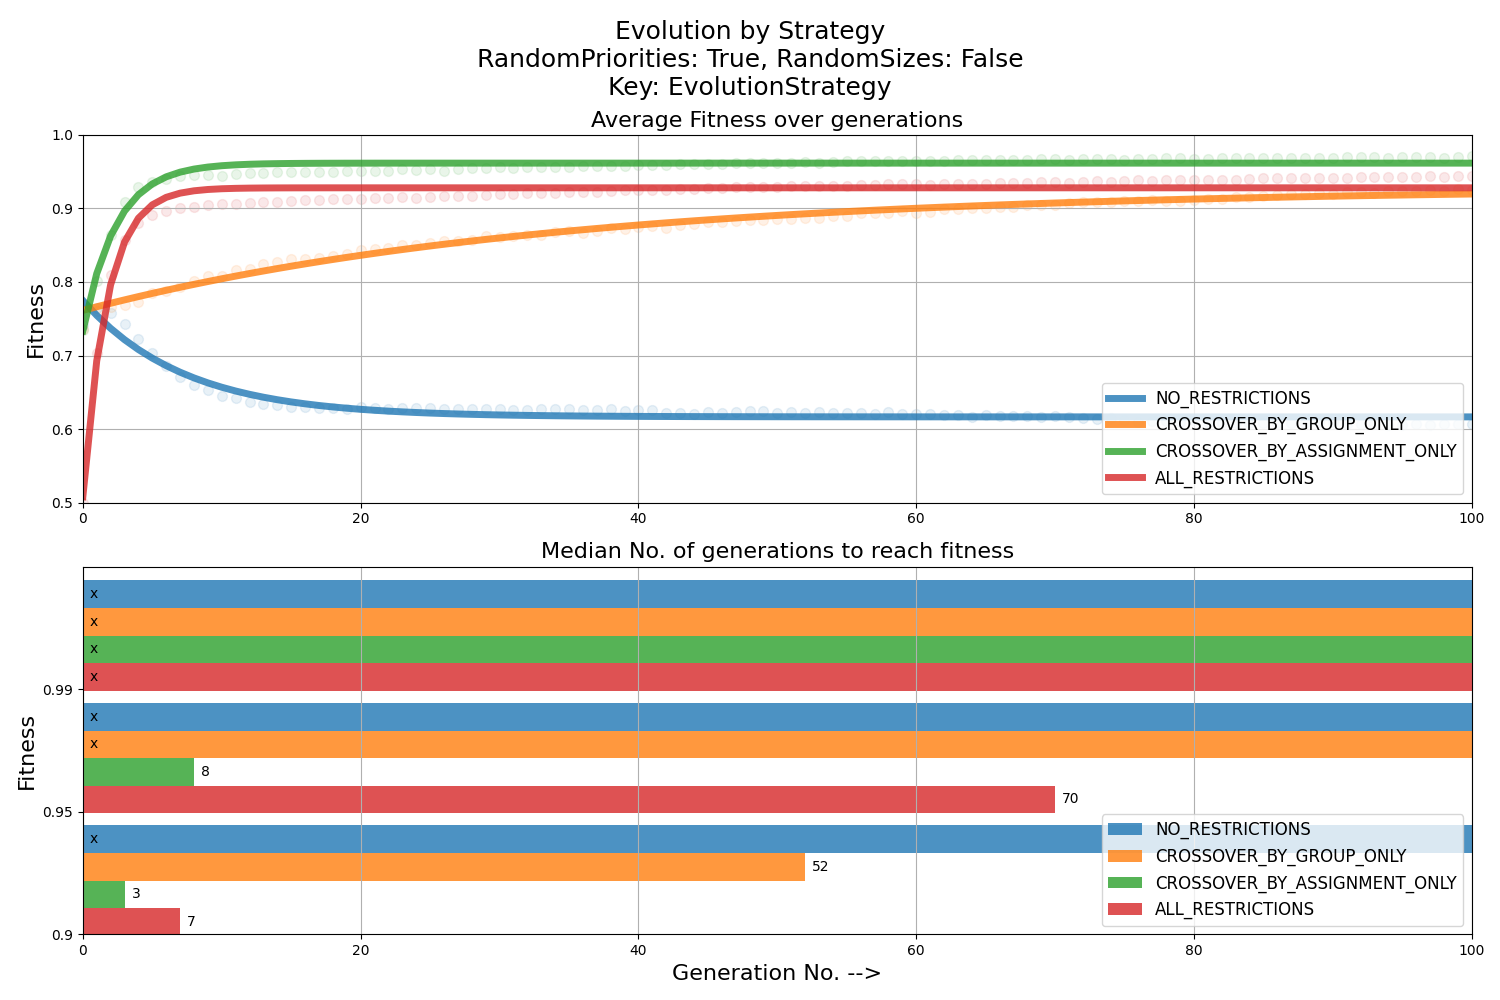 Evolution by Strategy
RandomPriorities: True, RandomSizes: False
Key: EvolutionStrategy
Average Fitness over generations
1.0
0.9
0.8
0.7
0.6
0.5
Fitness
0 20 40 60 80 100
NO_RESTRICTIONS
CROSSOVER_BY_GROUP_ONLY
CROSSOVER_BY_ASSIGNMENT_ONLY
ALL_RESTRICTIONS
Median No. of generations to reach fitness
x
x
x
x
0.99
x
x
8
70
0.95
x
52
3
7
0.9
Fitness
NO_RESTRICTIONS
CROSSOVER_BY_GROUP_ONLY
CROSSOVER_BY_ASSIGNMENT_ONLY
ALL_RESTRICTIONS
0 20 40 60 80 100
Generation No. -->